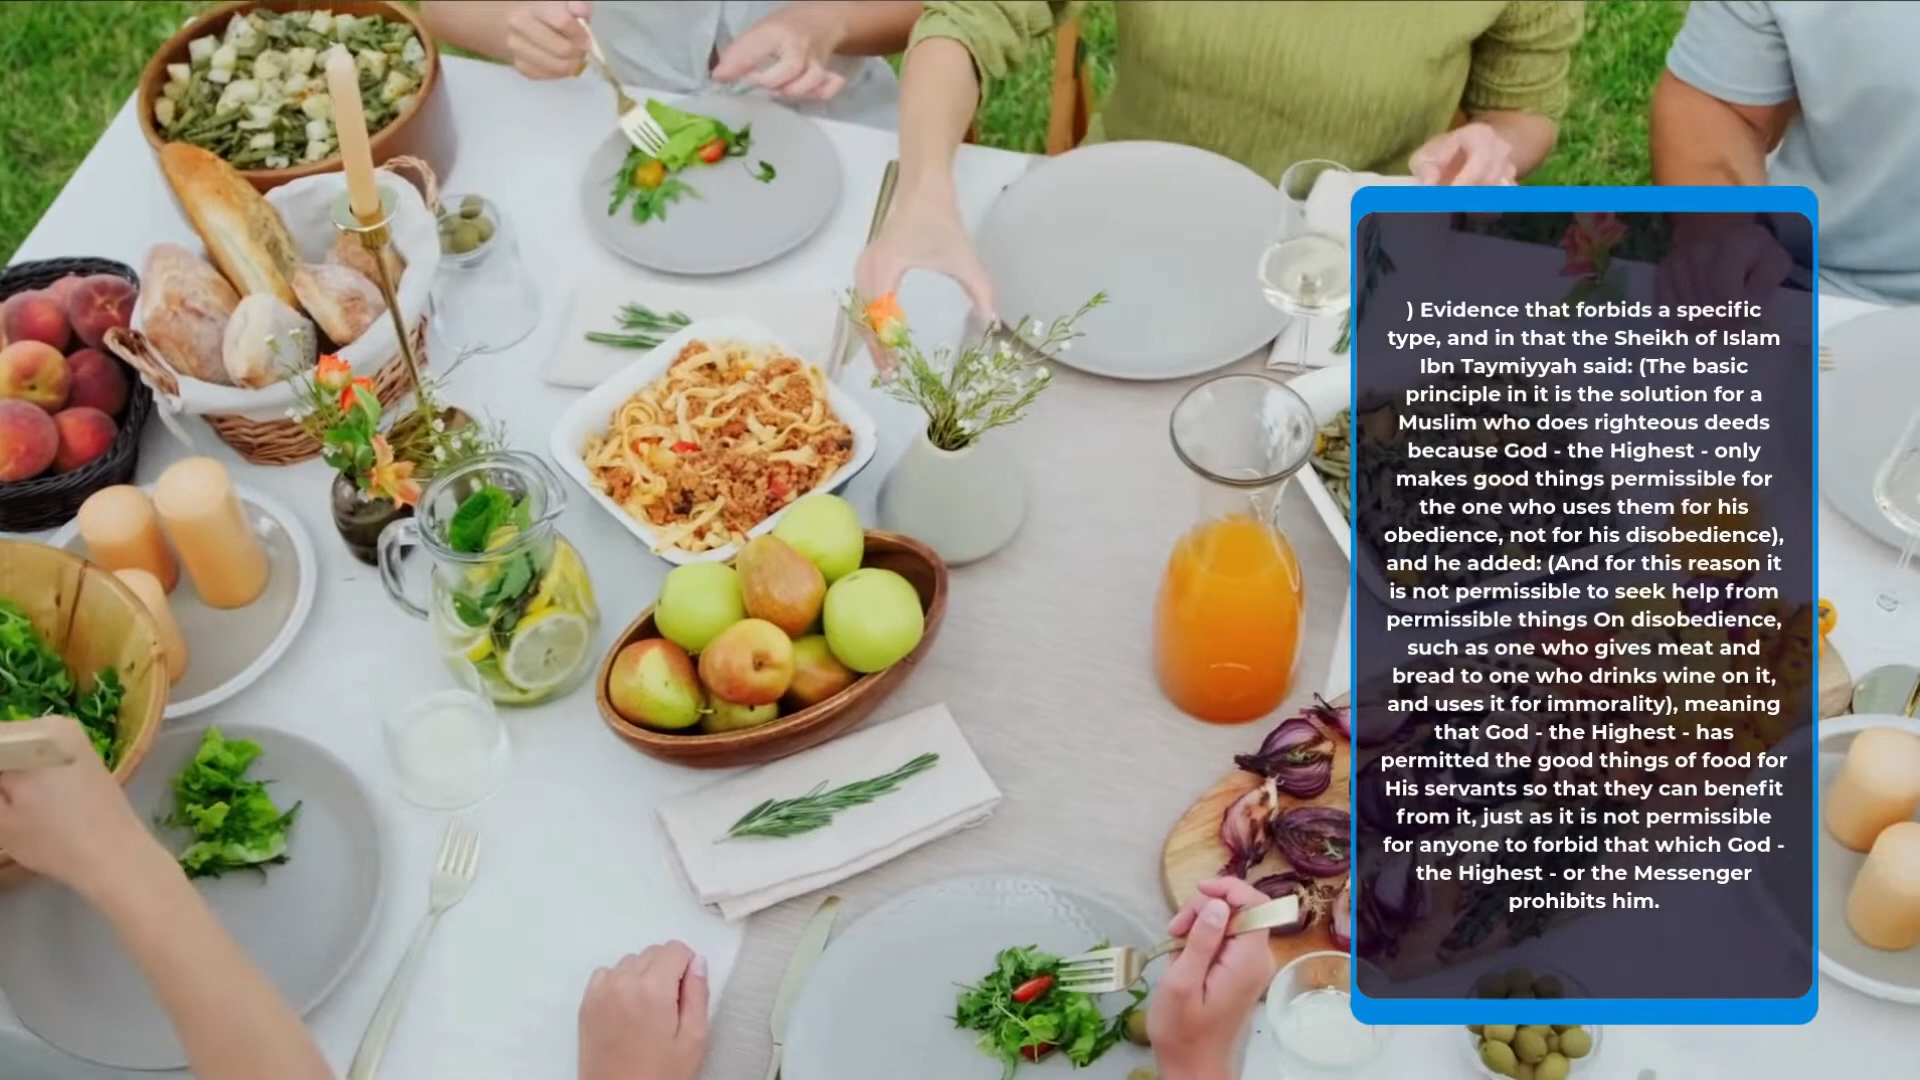 ) Evidence that forbids a specific
type, and in that the Sheikh of Islam
Ibn Taymiyyah said: (The basic
principle in it is the solution for a
Muslim who does righteous deeds
because God - the Highest - only
makes good things permissible for
the one who uses them for his
obedience, not for his disobedience),
and he added: (And for this reason it
is not permissible to seek help from
permissible things On disobedience,
such as one who gives meat and
bread to one who drinks wine on it,
and uses it for immorality), meaning
that God - the Highest - has
permitted the good things of food for
His servants so that they can benefit
from it, just as it is not permissible
for anyone to forbid that which God -
the Highest - or the Messenger
prohibits him.